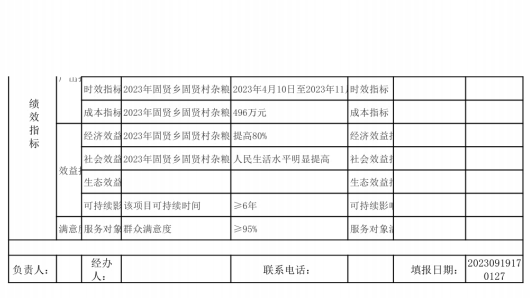 时效指标 2023年固贤乡固贤村杂粮 2023年4月10日至2023年11 时效指标
成本指标 2023年固贤乡固贤村杂粮 496万元 成本指标
绩效指标
经济效益 2023年固贤乡固贤村杂粮 提高80% 经济效益
效益
社会效益 2023年固贤乡固贤村杂粮 人民生活水平明显提高 社会效益
生态效益 生态效益
可持续影 该项目可持续时间 ≥6年 可持续影
满意 服务对象 群众满意度 ≥95% 服务对象
负责人： 经办人： 联系电话： 填报日期： 20230919170127